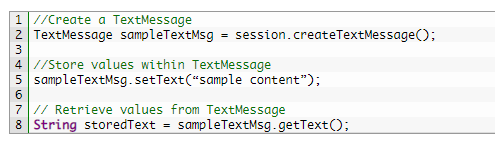 1 //Create a TextMessage
2 TextMessage sampleTextMsg = session.createTextMessage();
3
4 //Store values within TextMessage
5 sampleTextMsg.setText(“sample content”);
6
7 // Retrieve values from TextMessage
8 String storedText = sampleTextMsg.getText();